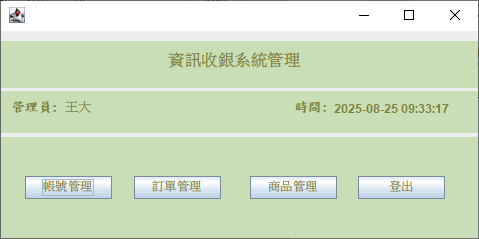 資訊收銀系統管理
管理員： 王大 時間： 2025-08-25 09:33:17
帳號管理 訂單管理 商品管理 登出